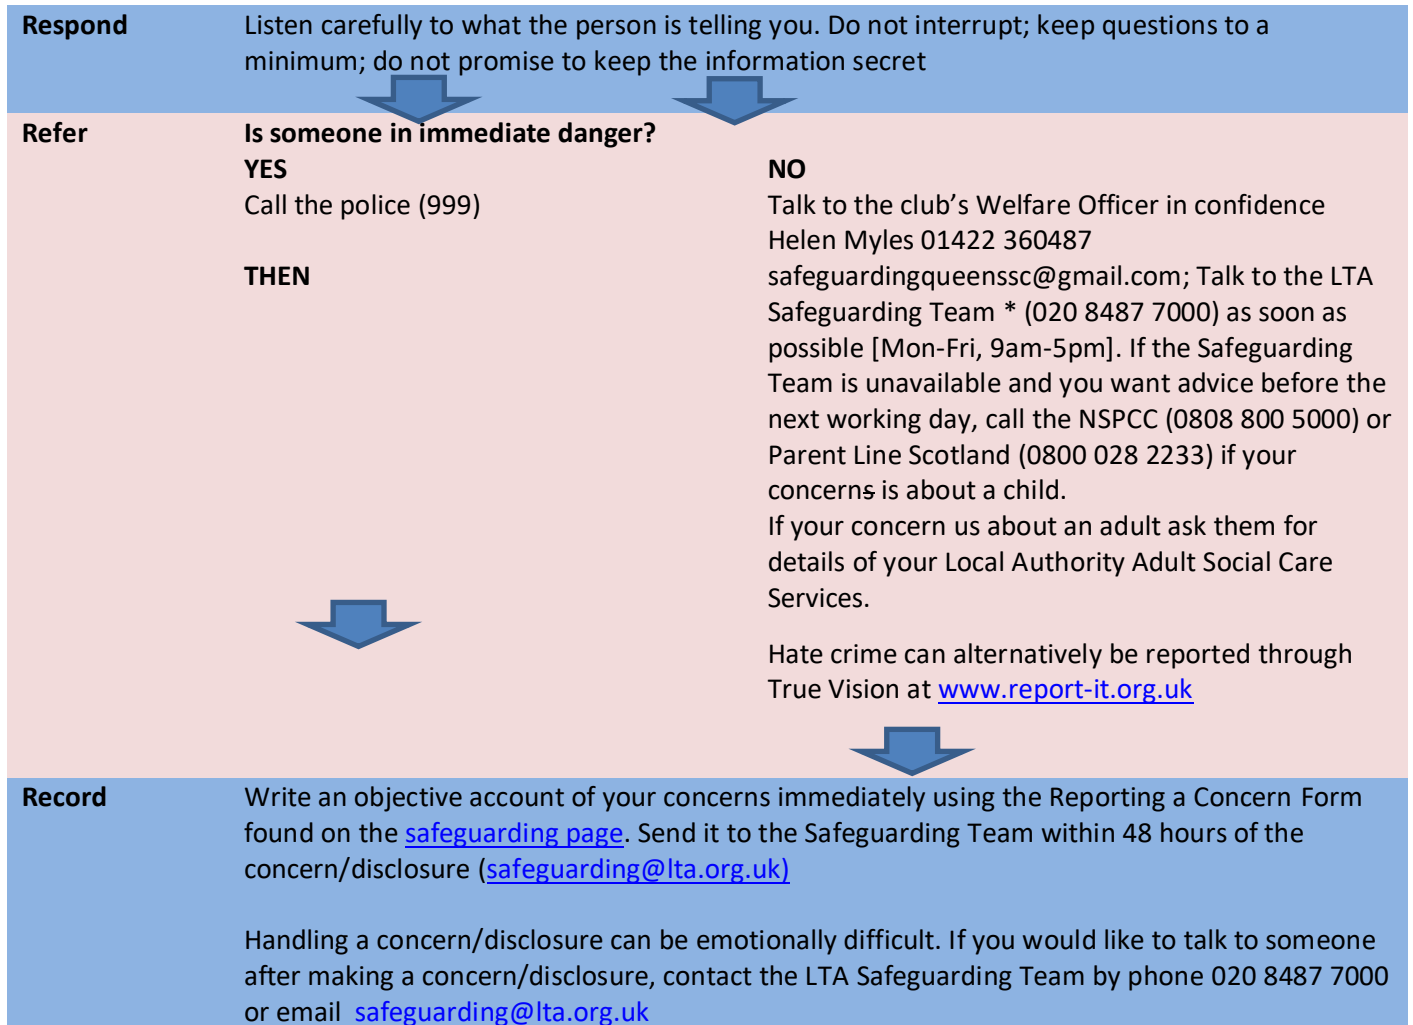 Respond
Listen carefully to what the person is telling you. Do not interrupt; keep questions to a
minimum; do not promise to keep the information secret
Refer
Is someone in immediate danger?
YES
Call the police (999)
THEN
NO
Talk to the club’s Welfare Officer in confidence
Helen Myles 01422 360487
safeguardingqueenssc@gmail.com; Talk to the LTA
Safeguarding Team * (020 8487 7000) as soon as
possible [Mon-Fri, 9am-5pm]. If the Safeguarding
Team is unavailable and you want advice before the
next working day, call the NSPCC (0808 800 5000) or
Parent Line Scotland (0800 028 2233) if your
concerns is about a child.
If your concern us about an adult ask them for
details of your Local Authority Adult Social Care
Services.
Hate crime can alternatively be reported through
True Vision at www.report-it.org.uk
Record
Write an objective account of your concerns immediately using the Reporting a Concern Form
found on the safeguarding page. Send it to the Safeguarding Team within 48 hours of the
concern/disclosure (safeguarding@lta.org.uk)
Handling a concern/disclosure can be emotionally difficult. If you would like to talk to someone
after making a concern/disclosure, contact the LTA Safeguarding Team by phone 020 8487 7000
or email safeguarding@lta.org.uk